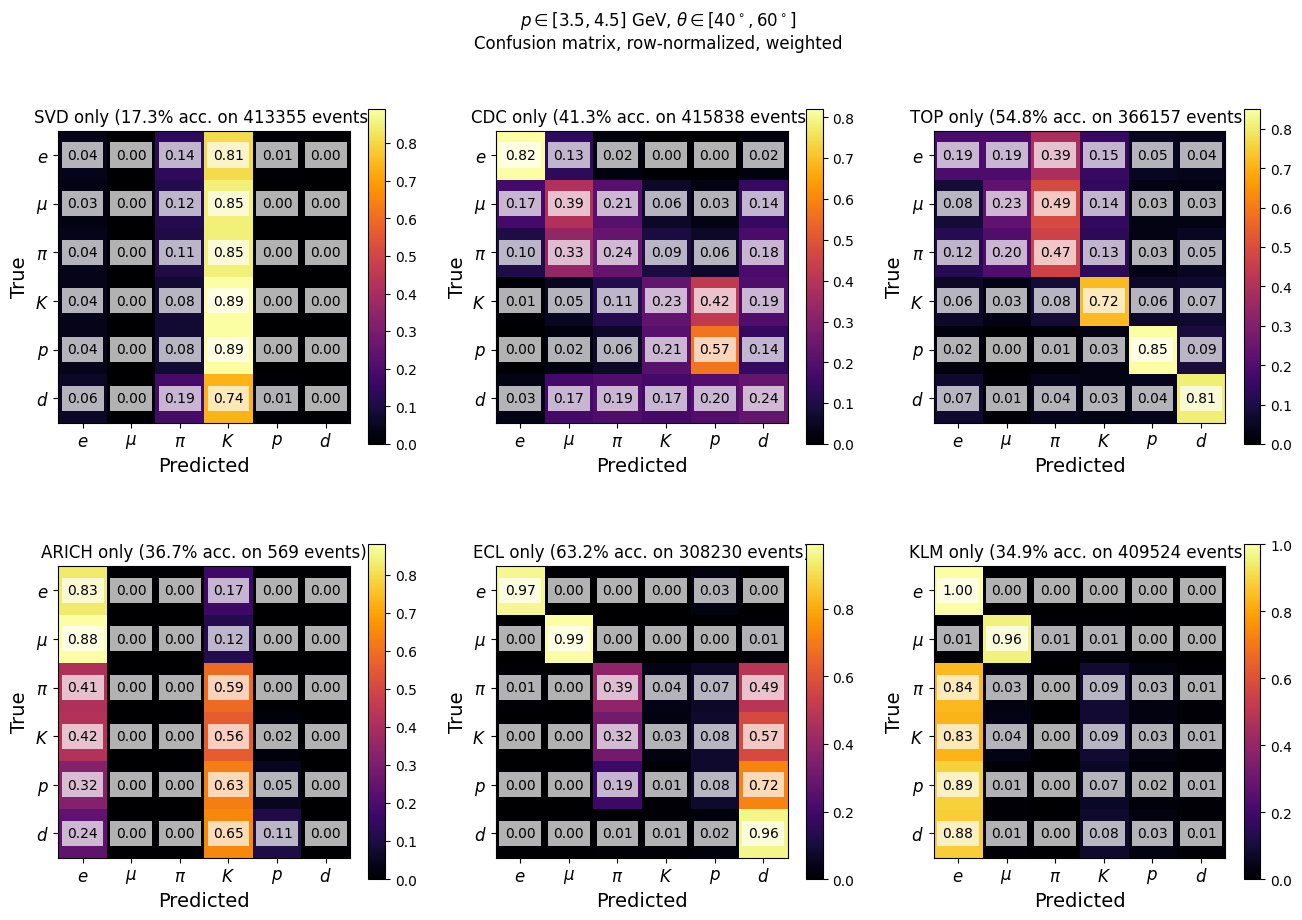 p ∈ [3.5, 4.5] GeV, θ ∈ [40°, 60°]
Confusion matrix, row-normalized, weighted
SVD only (17.3% acc. on 413355 events
True
e 0.04 0.00 0.14 0.81 0.01 0.00
μ 0.03 0.00 0.12 0.85 0.00 0.00
π 0.04 0.00 0.11 0.85 0.00 0.00
K 0.04 0.00 0.08 0.89 0.00 0.00
p 0.04 0.00 0.08 0.89 0.00 0.00
d 0.06 0.00 0.19 0.74 0.01 0.00
e μ π K p d
Predicted
0.8
0.7
0.6
0.5
0.4
0.3
0.2
0.1
0.0
CDC only (41.3% acc. on 415838 events
True
e 0.82 0.13 0.02 0.00 0.00 0.02
μ 0.17 0.39 0.21 0.06 0.03 0.14
π 0.10 0.33 0.24 0.09 0.06 0.18
K 0.01 0.05 0.11 0.23 0.42 0.19
p 0.00 0.02 0.06 0.21 0.57 0.14
d 0.03 0.17 0.19 0.17 0.20 0.24
e μ π K p d
Predicted
0.8
0.7
0.6
0.5
0.4
0.3
0.2
0.1
0.0
TOP only (54.8% acc. on 366157 events
True
e 0.19 0.19 0.39 0.15 0.05 0.04
μ 0.08 0.23 0.49 0.14 0.03 0.03
π 0.12 0.20 0.47 0.13 0.03 0.05
K 0.06 0.03 0.08 0.72 0.06 0.07
p 0.02 0.00 0.01 0.03 0.85 0.09
d 0.07 0.01 0.04 0.03 0.04 0.81
e μ π K p d
Predicted
0.8
0.7
0.6
0.5
0.4
0.3
0.2
0.1
0.0
ARICH only (36.7% acc. on 569 events)
True
e 0.83 0.00 0.00 0.17 0.00 0.00
μ 0.88 0.00 0.00 0.12 0.00 0.00
π 0.41 0.00 0.00 0.59 0.00 0.00
K 0.42 0.00 0.00 0.56 0.02 0.00
p 0.32 0.00 0.00 0.63 0.05 0.00
d 0.24 0.00 0.00 0.65 0.11 0.00
e μ π K p d
Predicted
0.8
0.7
0.6
0.5
0.4
0.3
0.2
0.1
0.0
ECL only (63.2% acc. on 308230 events)
True
e 0.97 0.00 0.00 0.00 0.03 0.00
μ 0.00 0.99 0.00 0.00 0.00 0.01
π 0.01 0.00 0.39 0.04 0.07 0.49
K 0.00 0.00 0.32 0.03 0.08 0.57
p 0.00 0.00 0.19 0.01 0.08 0.72
d 0.00 0.00 0.01 0.01 0.02 0.96
e μ π K p d
Predicted
0.8
0.6
0.4
0.2
0.0
KLM only (34.9% acc. on 409524 events
True
e 1.00 0.00 0.00 0.00 0.00 0.00
μ 0.01 0.96 0.01 0.01 0.00 0.00
π 0.84 0.03 0.00 0.09 0.03 0.01
K 0.83 0.04 0.00 0.09 0.03 0.01
p 0.89 0.01 0.00 0.07 0.02 0.01
d 0.88 0.01 0.00 0.08 0.03 0.01
e μ π K p d
Predicted
1.0
0.8
0.6
0.4
0.2
0.0